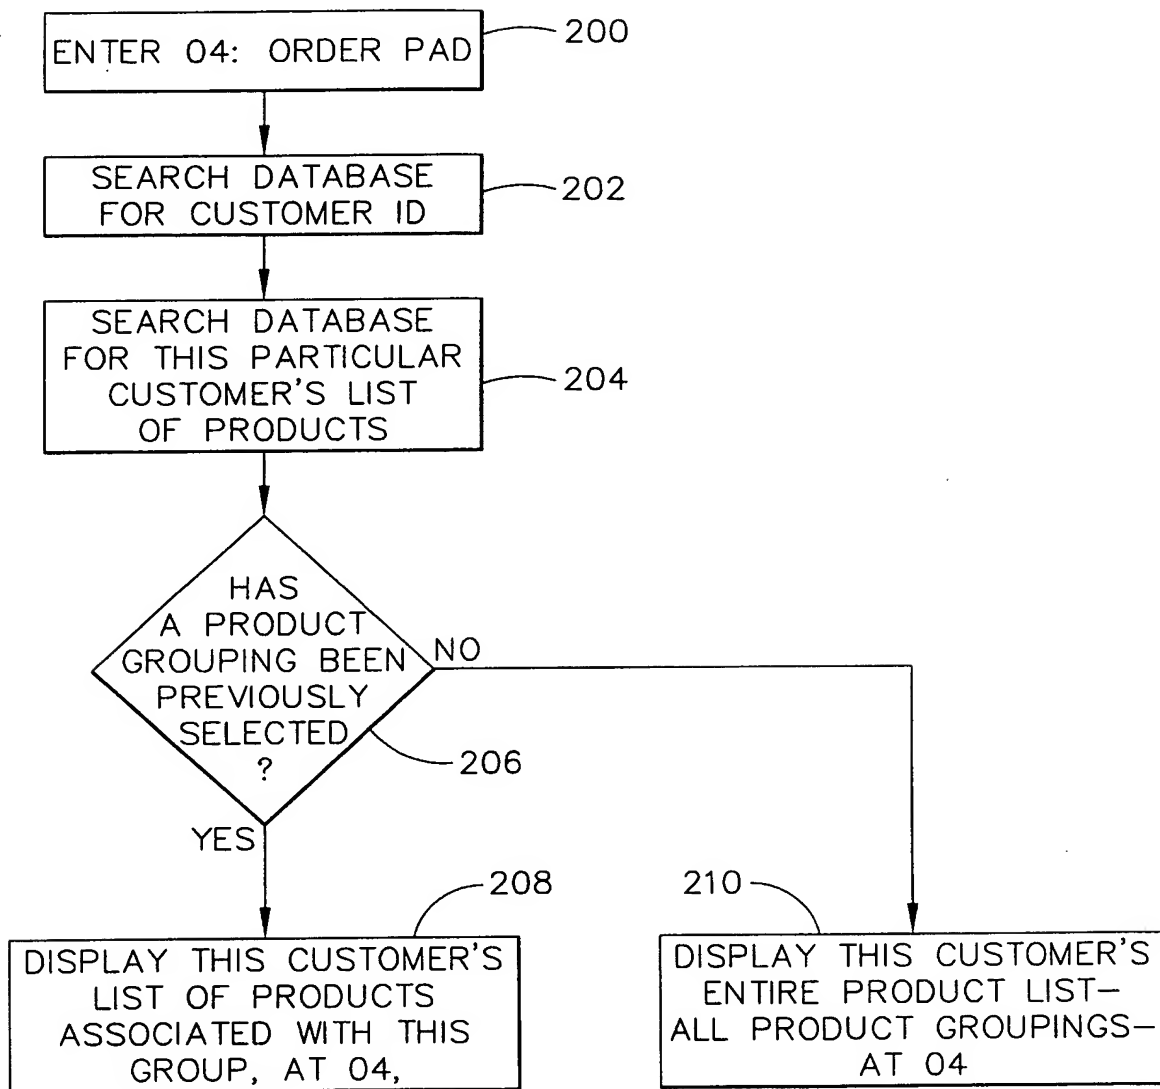 ENTER 04: ORDER PAD
200
SEARCH DATABASE
FOR CUSTOMER ID
202
SEARCH DATABASE
FOR THIS PARTICULAR
CUSTOMER'S LIST
OF PRODUCTS
204
HAS
A PRODUCT
GROUPING BEEN
PREVIOUSLY
SELECTED
?
206
NO
YES
208
DISPLAY THIS CUSTOMER'S
LIST OF PRODUCTS
ASSOCIATED WITH THIS
GROUP, AT 04,
210
DISPLAY THIS CUSTOMER'S
ENTIRE PRODUCT LIST—
ALL PRODUCT GROUPINGS—
AT 04